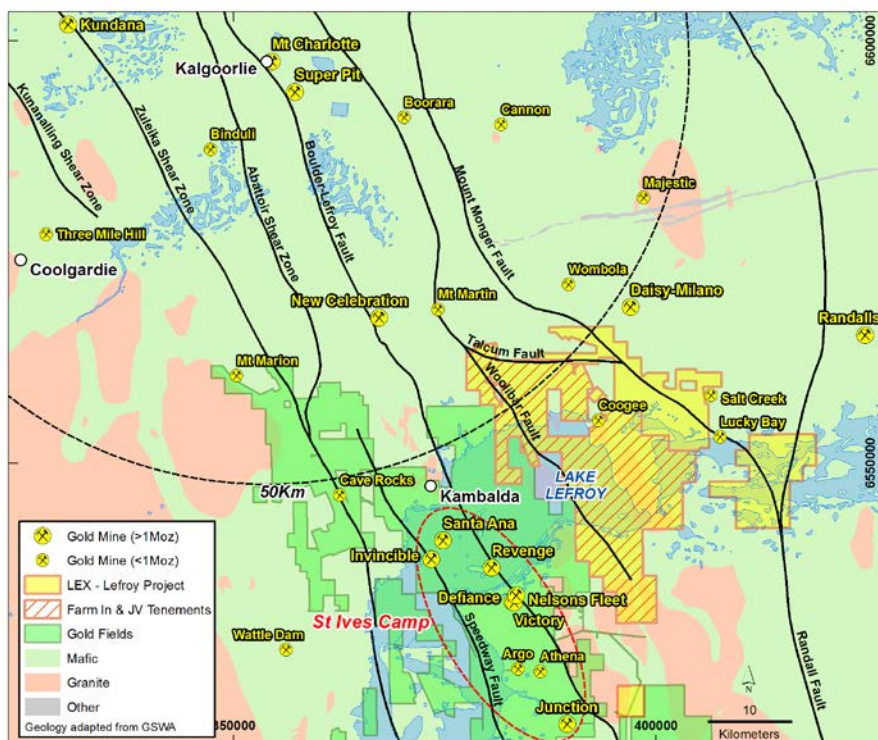 Kundana
Mt Charlotte
Kalgoorlie
Super Pit
6600000
Kunanalling Shear Zone
Zuleika Shear Zone
Binduli
Abattoir Shear Zone
Boulder-Lefroy Fault
Boorara
Cannon
Mount Monger Fault
Majestic
Three Mile Hill
Coolgardie
Wombola
New Celebration
Mt Martin
Daisy-Milano
Randalls
Talcum Fault
Mt Marion
Woolibar Fault
Coogee
Salt Creek
Lucky Bay
50Km
Cave Rocks
Kambalda
LAKE
LEFROY
6550000
Santa Ana
Invincible
Revenge
Defiance
Nelsons Fleet
Victory
St Ives Camp
Speedway Fault
Wattle Dam
Argo
Athena
Junction
Randall Fault
Gold Mine (>1Moz)
Gold Mine (<1Moz)
LEX - Lefroy Project
Farm In & JV Tenements
Gold Fields
Mafic
Granite
Other
Geology adapted from GSWA
350000
400000
N
10
Kilometers